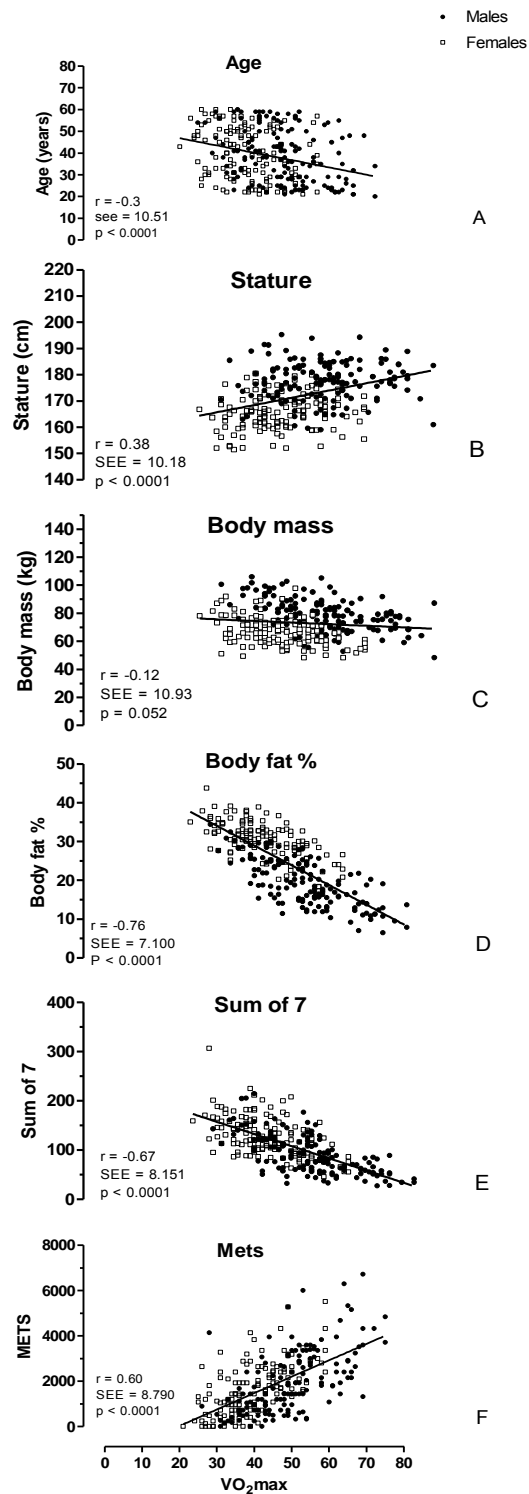 Males
Females
Age
80
70
60
50
40
30
20
10
0
Age (years)
r = -0.3
see = 10.51
p < 0.0001
A
Stature
220
210
200
190
180
170
160
150
140
Stature (cm)
r = 0.38
SEE = 10.18
p < 0.0001
B
Body mass
180
160
140
120
100
80
60
40
20
0
Body mass (kg)
r = -0.12
SEE = 10.93
p = 0.052
C
Body fat %
50
40
30
20
10
0
Body fat %
r = -0.76
SEE = 7.100
P < 0.0001
D
Sum of 7
400
300
200
100
0
Sum of 7
r = -0.67
SEE = 8.151
p < 0.0001
E
Mets
8000
6000
4000
2000
0
METS
r = 0.60
SEE = 8.790
p < 0.0001
F
0 10 20 30 40 50 60 70 80
VO₂max